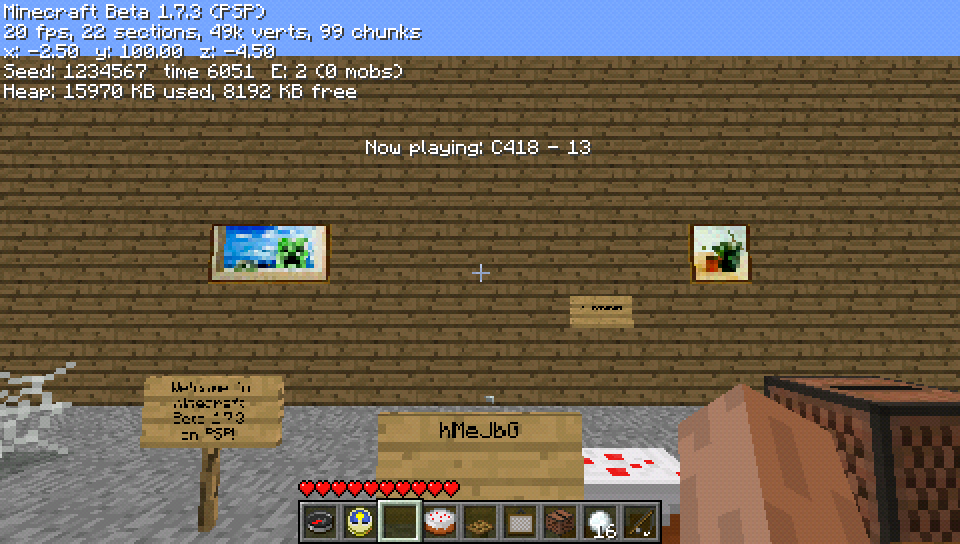 Minecraft Beta 1.7.3 (PSP)
20 fps, 22 sections, 49k verts, 99 chunks
x: -2.50 y: 100.00 z: -4.50
Seed: 1234567 time 6051 E: 2 (0 mobs)
Heap: 15970 KB used, 8192 KB free
Now playing: C418 - 13
Welcome to
Minecraft
Beta 1.7.3
on PSP!
hMeJbG
16